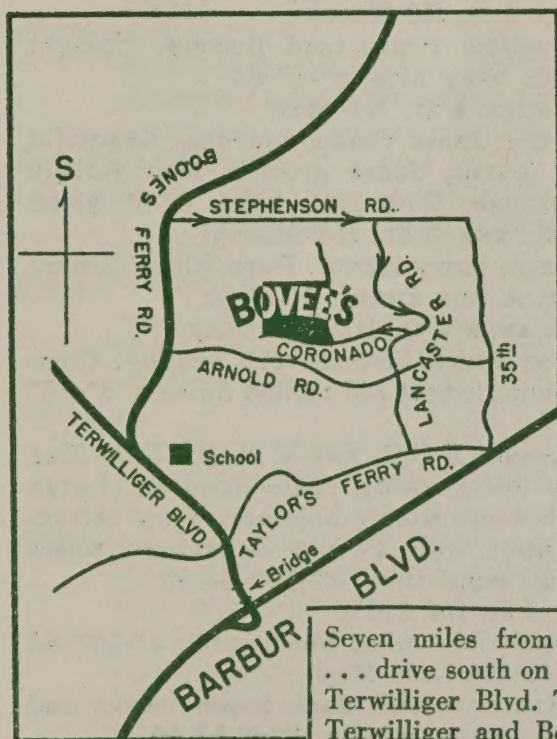 S
BOONES
FERRY RD.
STEPHENSON RD.
BOVEE'S
CORONADO
LANCASTER RD.
35th
ARNOLD RD.
TERWILLIGER BLVD.
School
TAYLOR'S FERRY RD.
Bridge
BARBUR BLVD.
Seven miles from
... drive south on
Terwilliger Blvd.
Terwilliger and